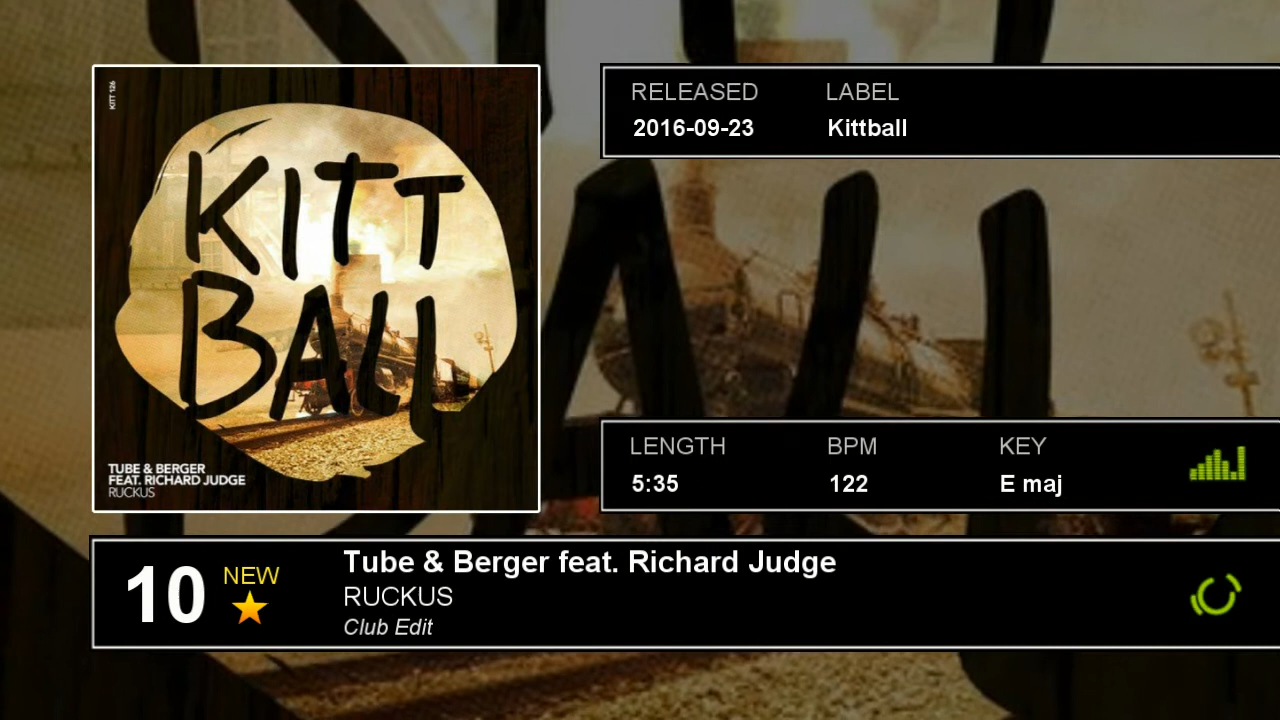 KITT 126
KITT
BALL
TUBE & BERGER
FEAT. RICHARD JUDGE
RUCKUS
RELEASED LABEL
2016-09-23 Kittball
LENGTH BPM KEY
5:35 122 E maj
10 NEW
Tube & Berger feat. Richard Judge
RUCKUS
Club Edit